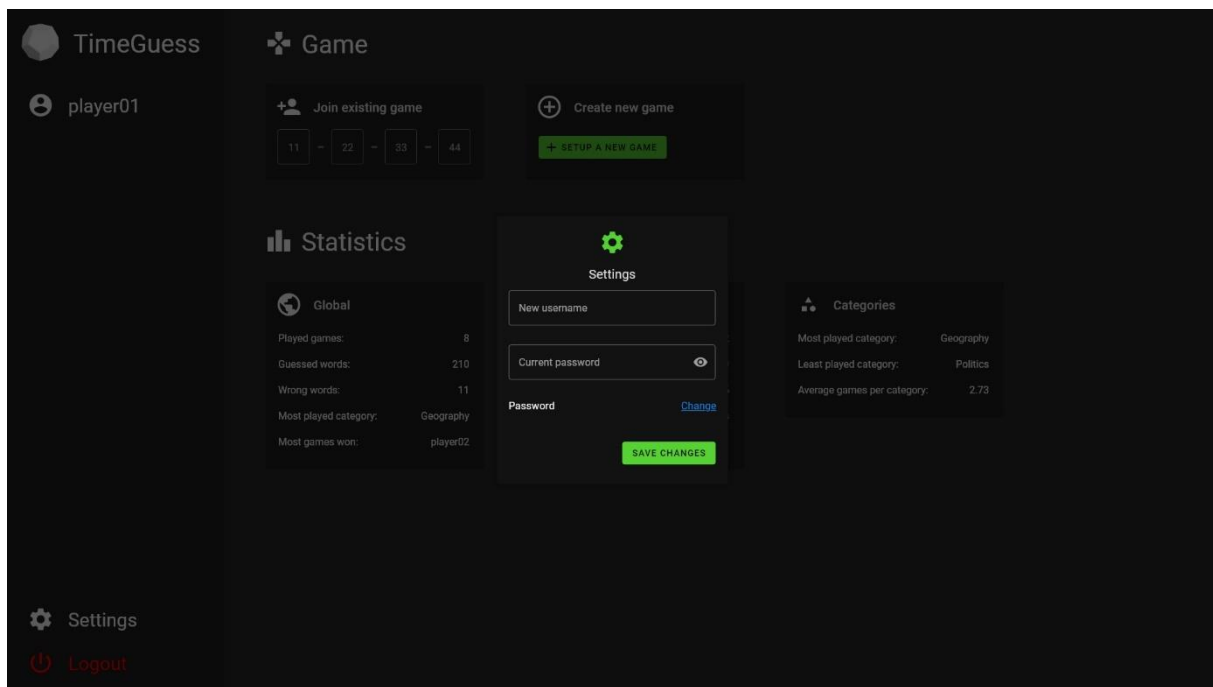 TimeGuess
player01
Game
Join existing game
11 - 22 - 33 - 44
Create new game
+ SETUP A NEW GAME
Statistics
Global
Played games: 8
Guessed words: 210
Wrong words: 11
Most played category: Geography
Most games won: player02
Settings
New username
Current password
Password Change
SAVE CHANGES
Categories
Most played category: Geography
Least played category: Politics
Average games per category: 2.73
Settings
Logout